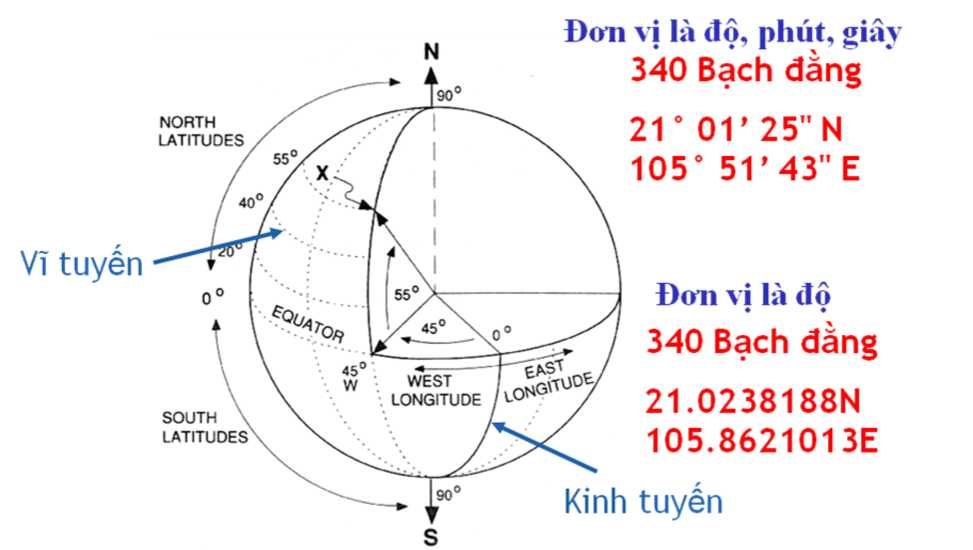 Đơn vị là độ, phút, giây
340 Bạch đằng
21° 01’ 25" N
105° 51’ 43" E
N
90°
NORTH
LATITUDES
55°
X
40°
20°
Vĩ tuyến
0°
EQUATOR
55°
45°
0°
45°
W
WEST
LONGITUDE
EAST
LONGITUDE
SOUTH
LATITUDES
90°
S
Đơn vị là độ
340 Bạch đằng
21.0238188N
105.8621013E
Kinh tuyến